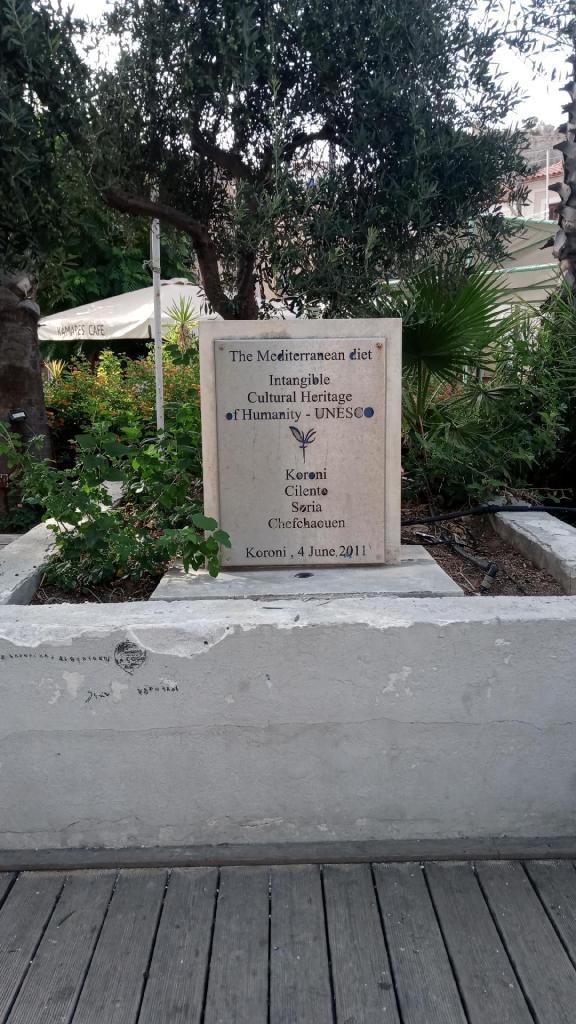 KAMARES CAFE
The Mediterranean diet
Intangible
Cultural Heritage
of Humanity - UNESCO
Koroni
Cilento
Soria
Chefchaouen
Koroni , 4 June 2011